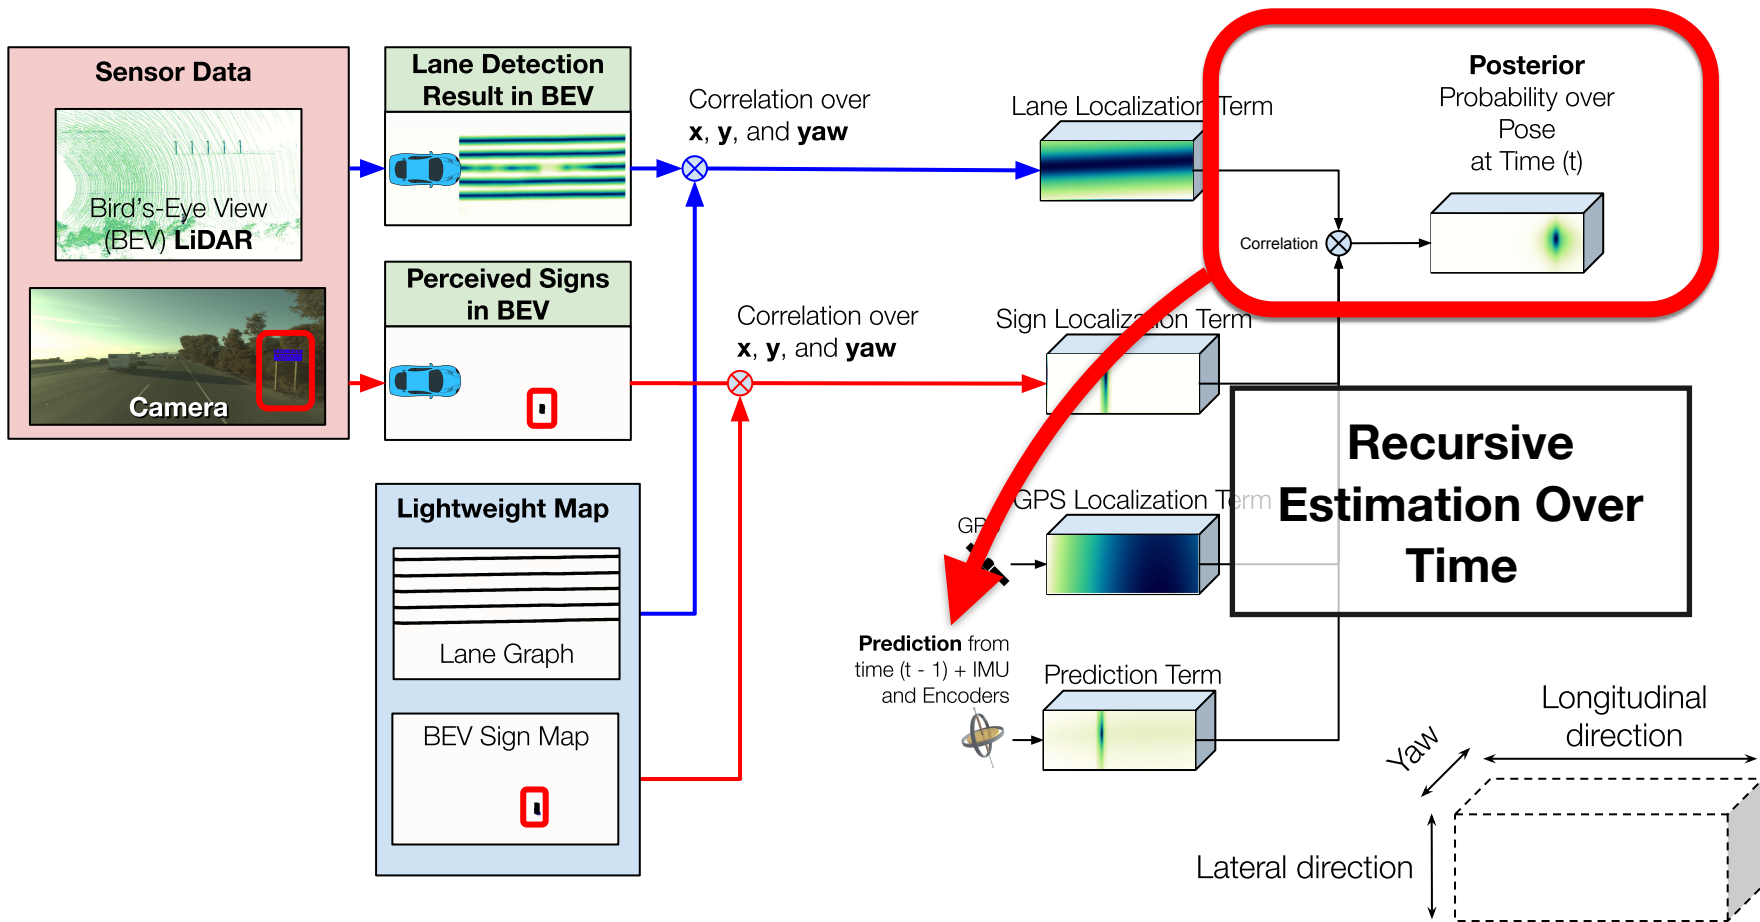 Sensor Data
Bird's-Eye View
(BEV) LiDAR
Camera
Lane Detection
Result in BEV
Perceived Signs
in BEV
Lightweight Map
Lane Graph
BEV Sign Map
Correlation over
x, y, and yaw
Correlation over
x, y, and yaw
Lane Localization Term
Sign Localization Term
GPS Localization Term
GPS
Prediction from
time (t - 1) + IMU
and Encoders
Prediction Term
Posterior
Probability over
Pose
at Time (t)
Correlation
Recursive
Estimation Over
Time
Longitudinal
direction
Yaw
Lateral direction